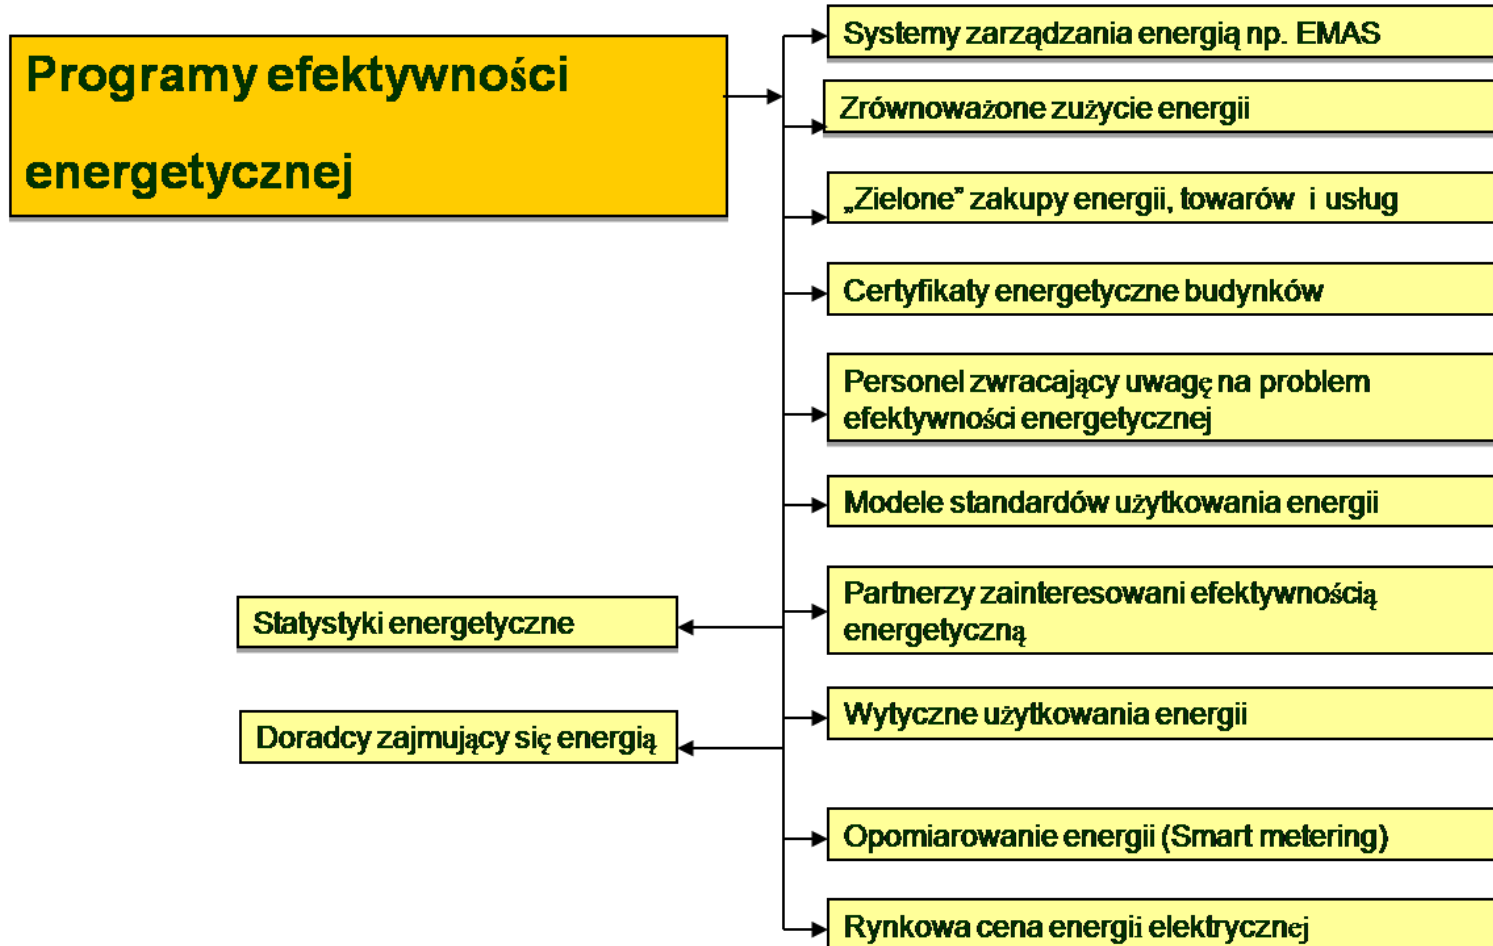 Programy efektywności
energetycznej
Systemy zarządzania energią np. EMAS
Zrównoważone zużycie energii
„Zielone” zakupy energii, towarów i usług
Certyfikaty energetyczne budynków
Personel zwracający uwagę na problem
efektywności energetycznej
Modele standardów użytkowania energii
Partnerzy zainteresowani efektywnością
energetyczną
Wytyczne użytkowania energii
Opomiarowanie energii (Smart metering)
Rynkowa cena energii elektrycznej
Statystyki energetyczne
Doradcy zajmujący się energią